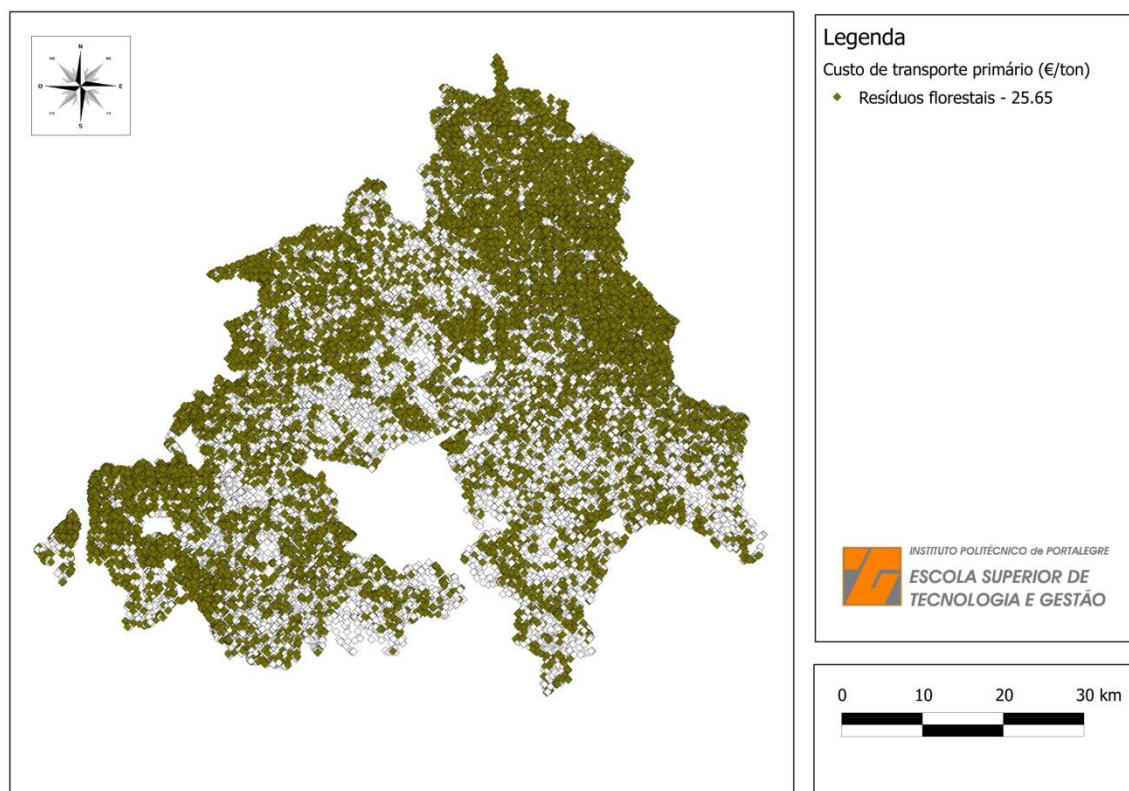 N
O
E
S
Legenda
Custo de transporte primário (€/ton)
Resíduos florestais - 25.65
INSTITUTO POLITÉCNICO de PORTALEGRE
ESCOLA SUPERIOR DE
TECNOLOGIA E GESTÃO
0 10 20 30 km